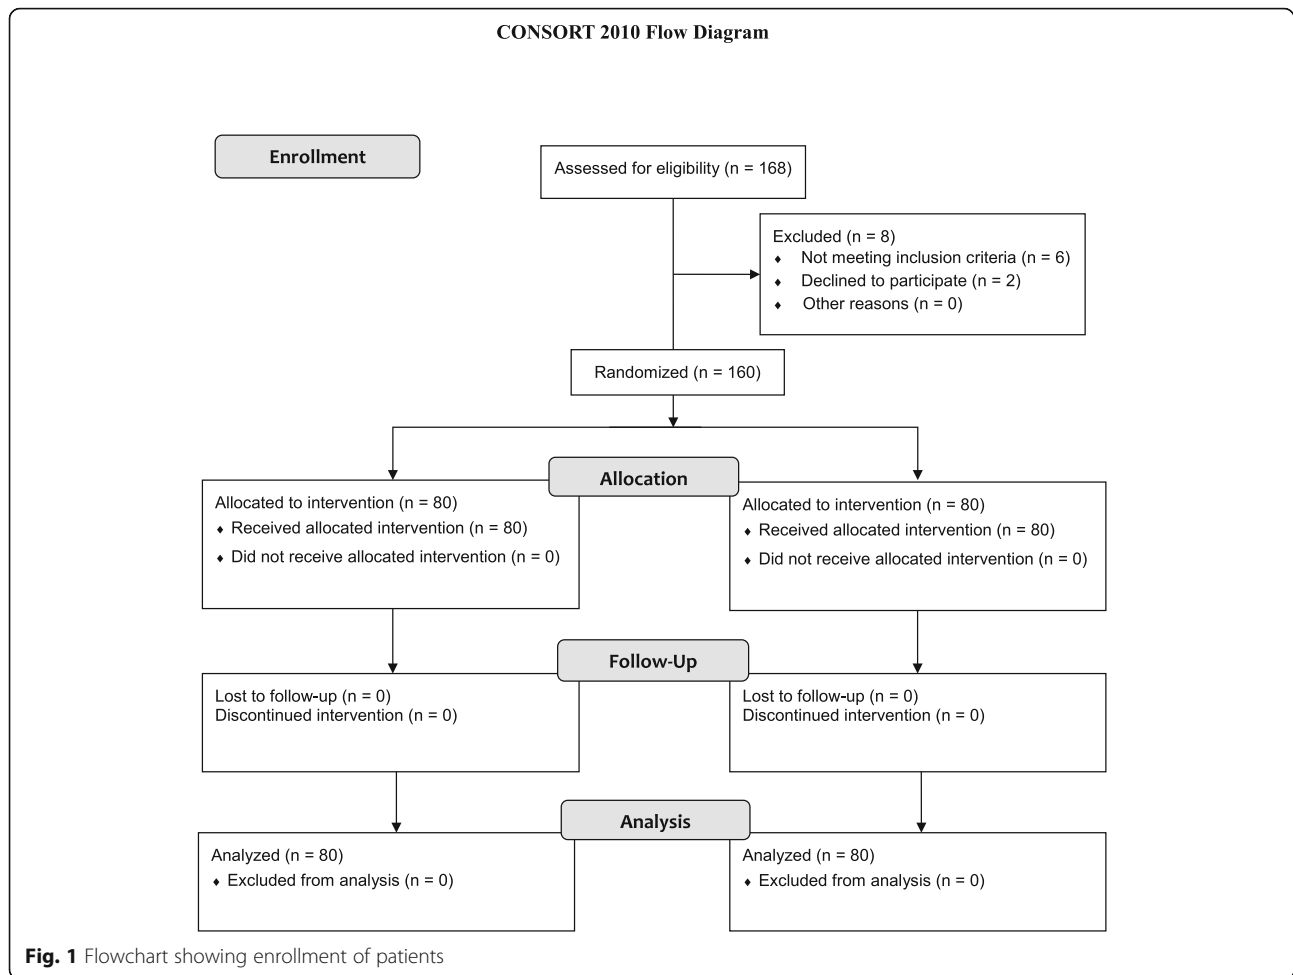 CONSORT 2010 Flow Diagram
Enrollment
Assessed for eligibility (n = 168)
Excluded (n = 8)
⬧ Not meeting inclusion criteria (n = 6)
⬧ Declined to participate (n = 2)
⬧ Other reasons (n = 0)
Randomized (n = 160)
Allocation
Allocated to intervention (n = 80)
⬧ Received allocated intervention (n = 80)
⬧ Did not receive allocated intervention (n = 0)
Allocated to intervention (n = 80)
⬧ Received allocated intervention (n = 80)
⬧ Did not receive allocated intervention (n = 0)
Follow-Up
Lost to follow-up (n = 0)
Discontinued intervention (n = 0)
Lost to follow-up (n = 0)
Discontinued intervention (n = 0)
Analysis
Analyzed (n = 80)
⬧ Excluded from analysis (n = 0)
Analyzed (n = 80)
⬧ Excluded from analysis (n = 0)
Fig. 1 Flowchart showing enrollment of patients